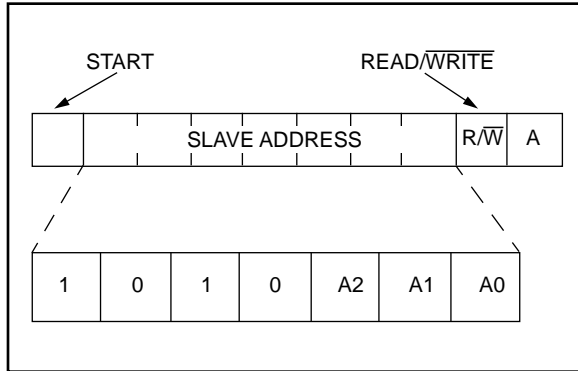 START READ/WRITE
SLAVE ADDRESS R/W A
1 0 1 0 A2 A1 A0